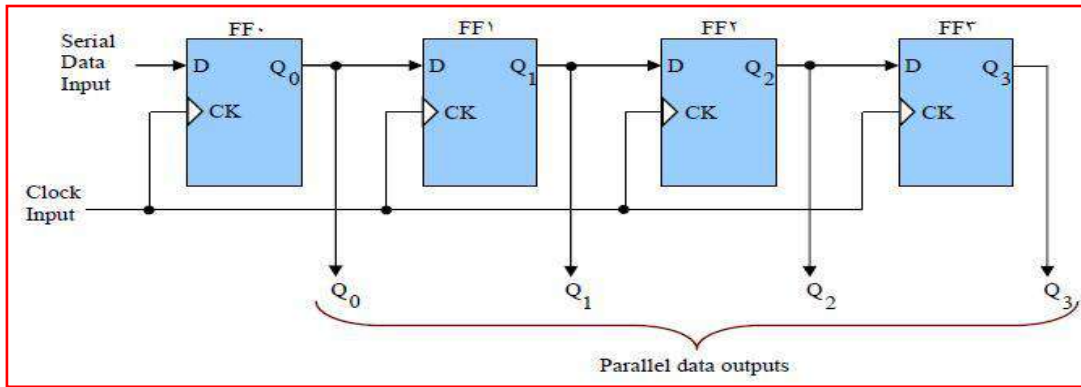 FF٠
FF١
FF٢
FF٣
Serial
Data
Input
D
Q0
CK
D
Q1
CK
D
Q2
CK
D
Q3
CK
Clock
Input
Q0
Q1
Q2
Q3
Parallel data outputs